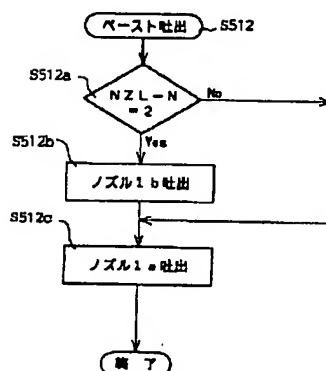 ペースト吐出 S512
S512a
NZL-N
=2
No
Yes
S512b
ノズル1b吐出
S512c
ノズル1a吐出
終了